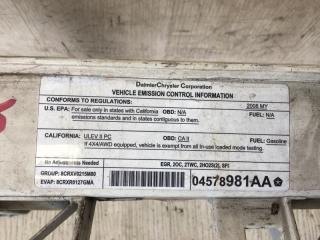 DaimlerChrysler Corporation
VEHICLE EMISSION CONTROL INFORMATION
CONFORMS TO REGULATIONS: 2008 MY
U.S. EPA: For sale only in states with California OBD: N/A FUEL: N/A
emissions standards and in states contiguous to them.
CALIFORNIA: ULEV II PC OBD: CA II FUEL: Gasoline
If 4X4/AWD equipped, vehicle is exempt from all In-use loaded mode testing.
No Adjustments Needed EGR, 2OC, 2TWC, 2HO2S(2), SFI
GROUP: 8CRXV0215M80
EVAP: 8CRXR0127GMA
04578981AA